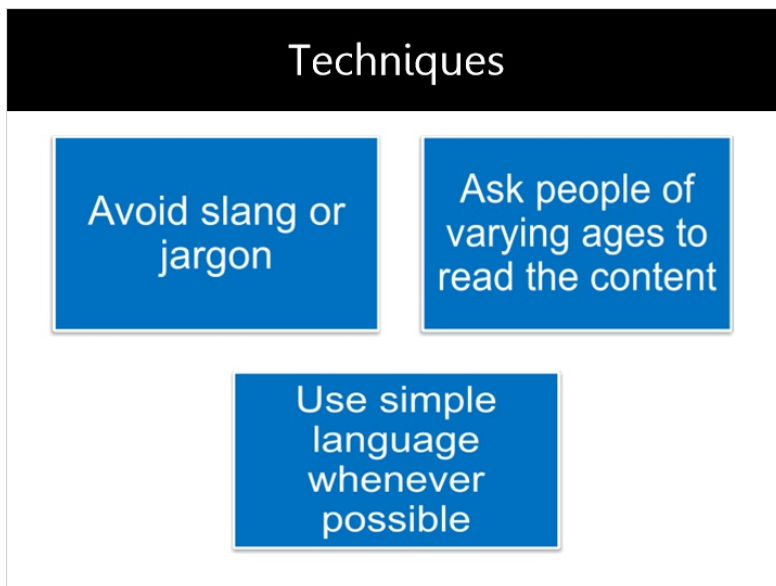 Techniques
Avoid slang or
jargon
Ask people of
varying ages to
read the content
Use simple
language
whenever
possible